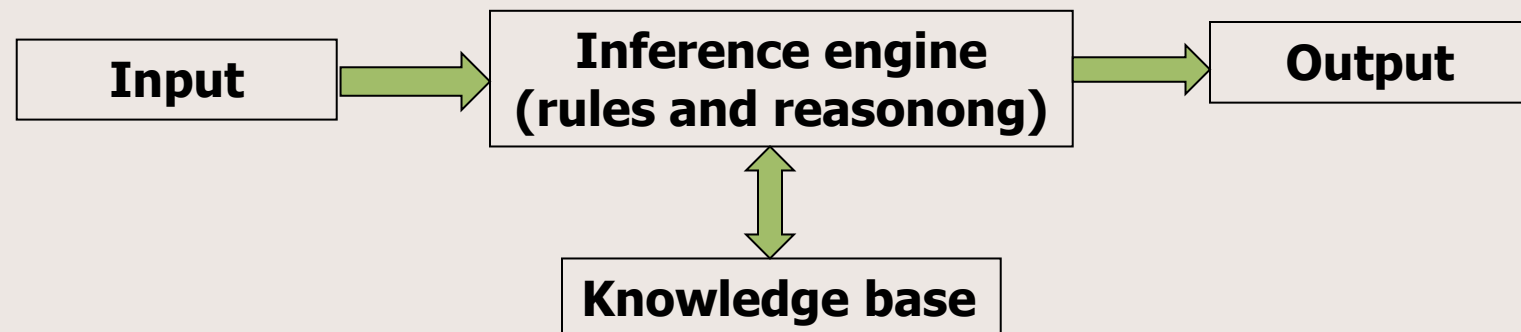 Input
Inference engine
(rules and reasonong)
Output
Knowledge base